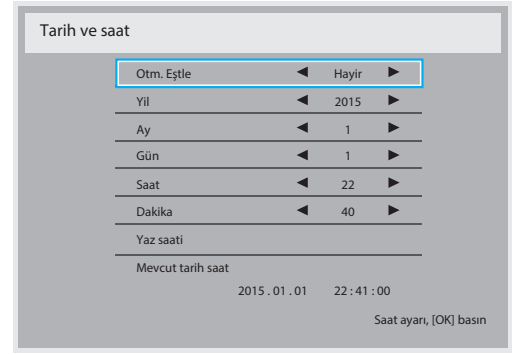 Tarih ve saat
Otm. Eştle ◀ Hayir ▶
Yil ◀ 2015 ▶
Ay ◀ 1 ▶
Gün ◀ 1 ▶
Saat ◀ 22 ▶
Dakika ◀ 40 ▶
Yaz saati
Mevcut tarih saat
2015 . 01 . 01 22 : 41 : 00
Saat ayarı, [OK] basın